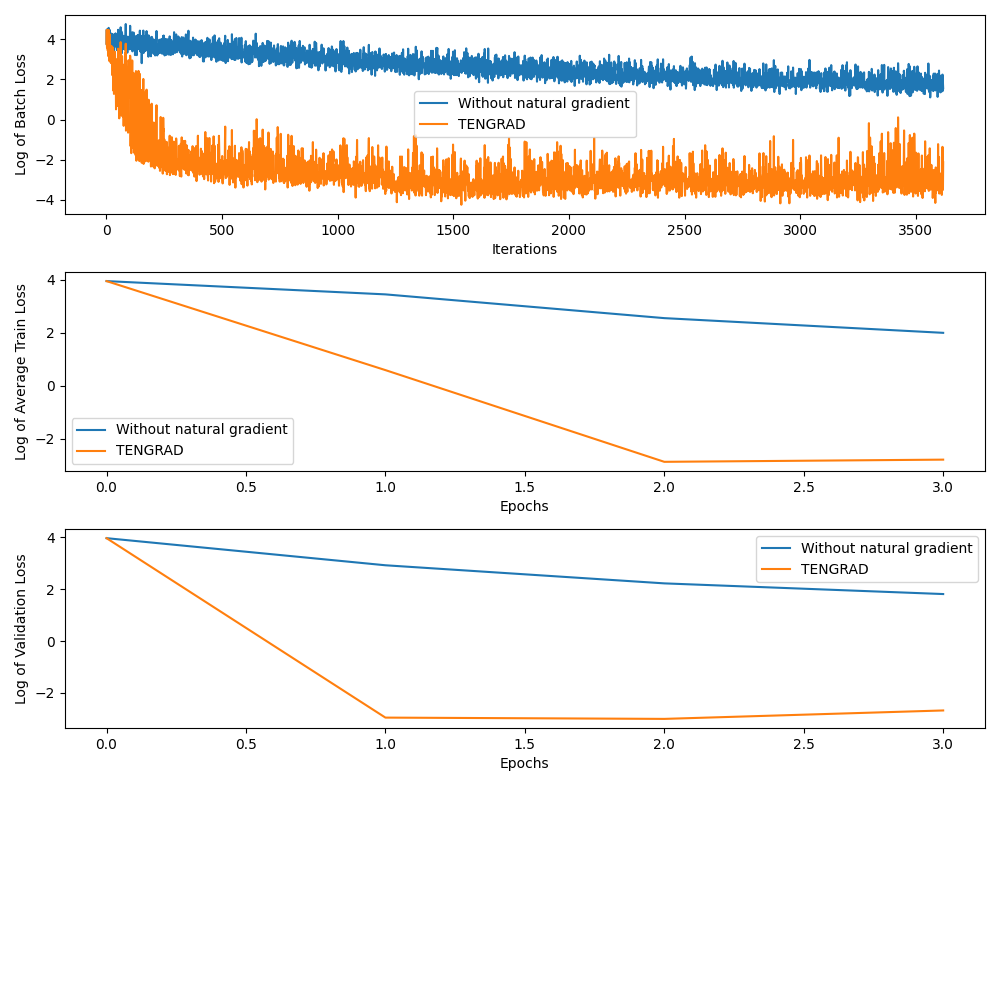 Log of Batch Loss
4
2
0
−2
−4
Without natural gradient
TENGRAD
0 500 1000 1500 2000 2500 3000 3500
Iterations
Log of Average Train Loss
4
2
0
−2
Without natural gradient
TENGRAD
0.0 0.5 1.0 1.5 2.0 2.5 3.0
Epochs
Log of Validation Loss
4
2
0
−2
Without natural gradient
TENGRAD
0.0 0.5 1.0 1.5 2.0 2.5 3.0
Epochs